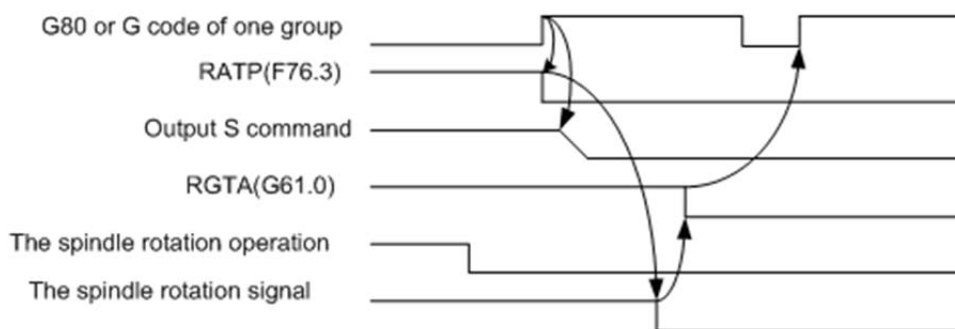 G80 or G code of one group
RATP(F76.3)
Output S command
RGTA(G61.0)
The spindle rotation operation
The spindle rotation signal